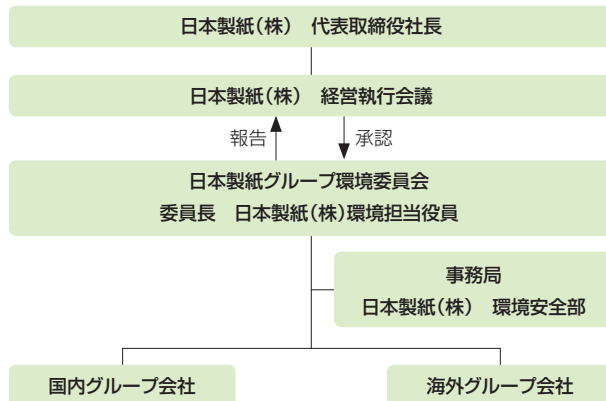 日本製紙(株)　代表取締役社長
日本製紙(株)　経営執行会議
報告　承認
日本製紙グループ環境委員会
委員長　日本製紙(株)環境担当役員
事務局
日本製紙(株)　環境安全部
国内グループ会社　海外グループ会社